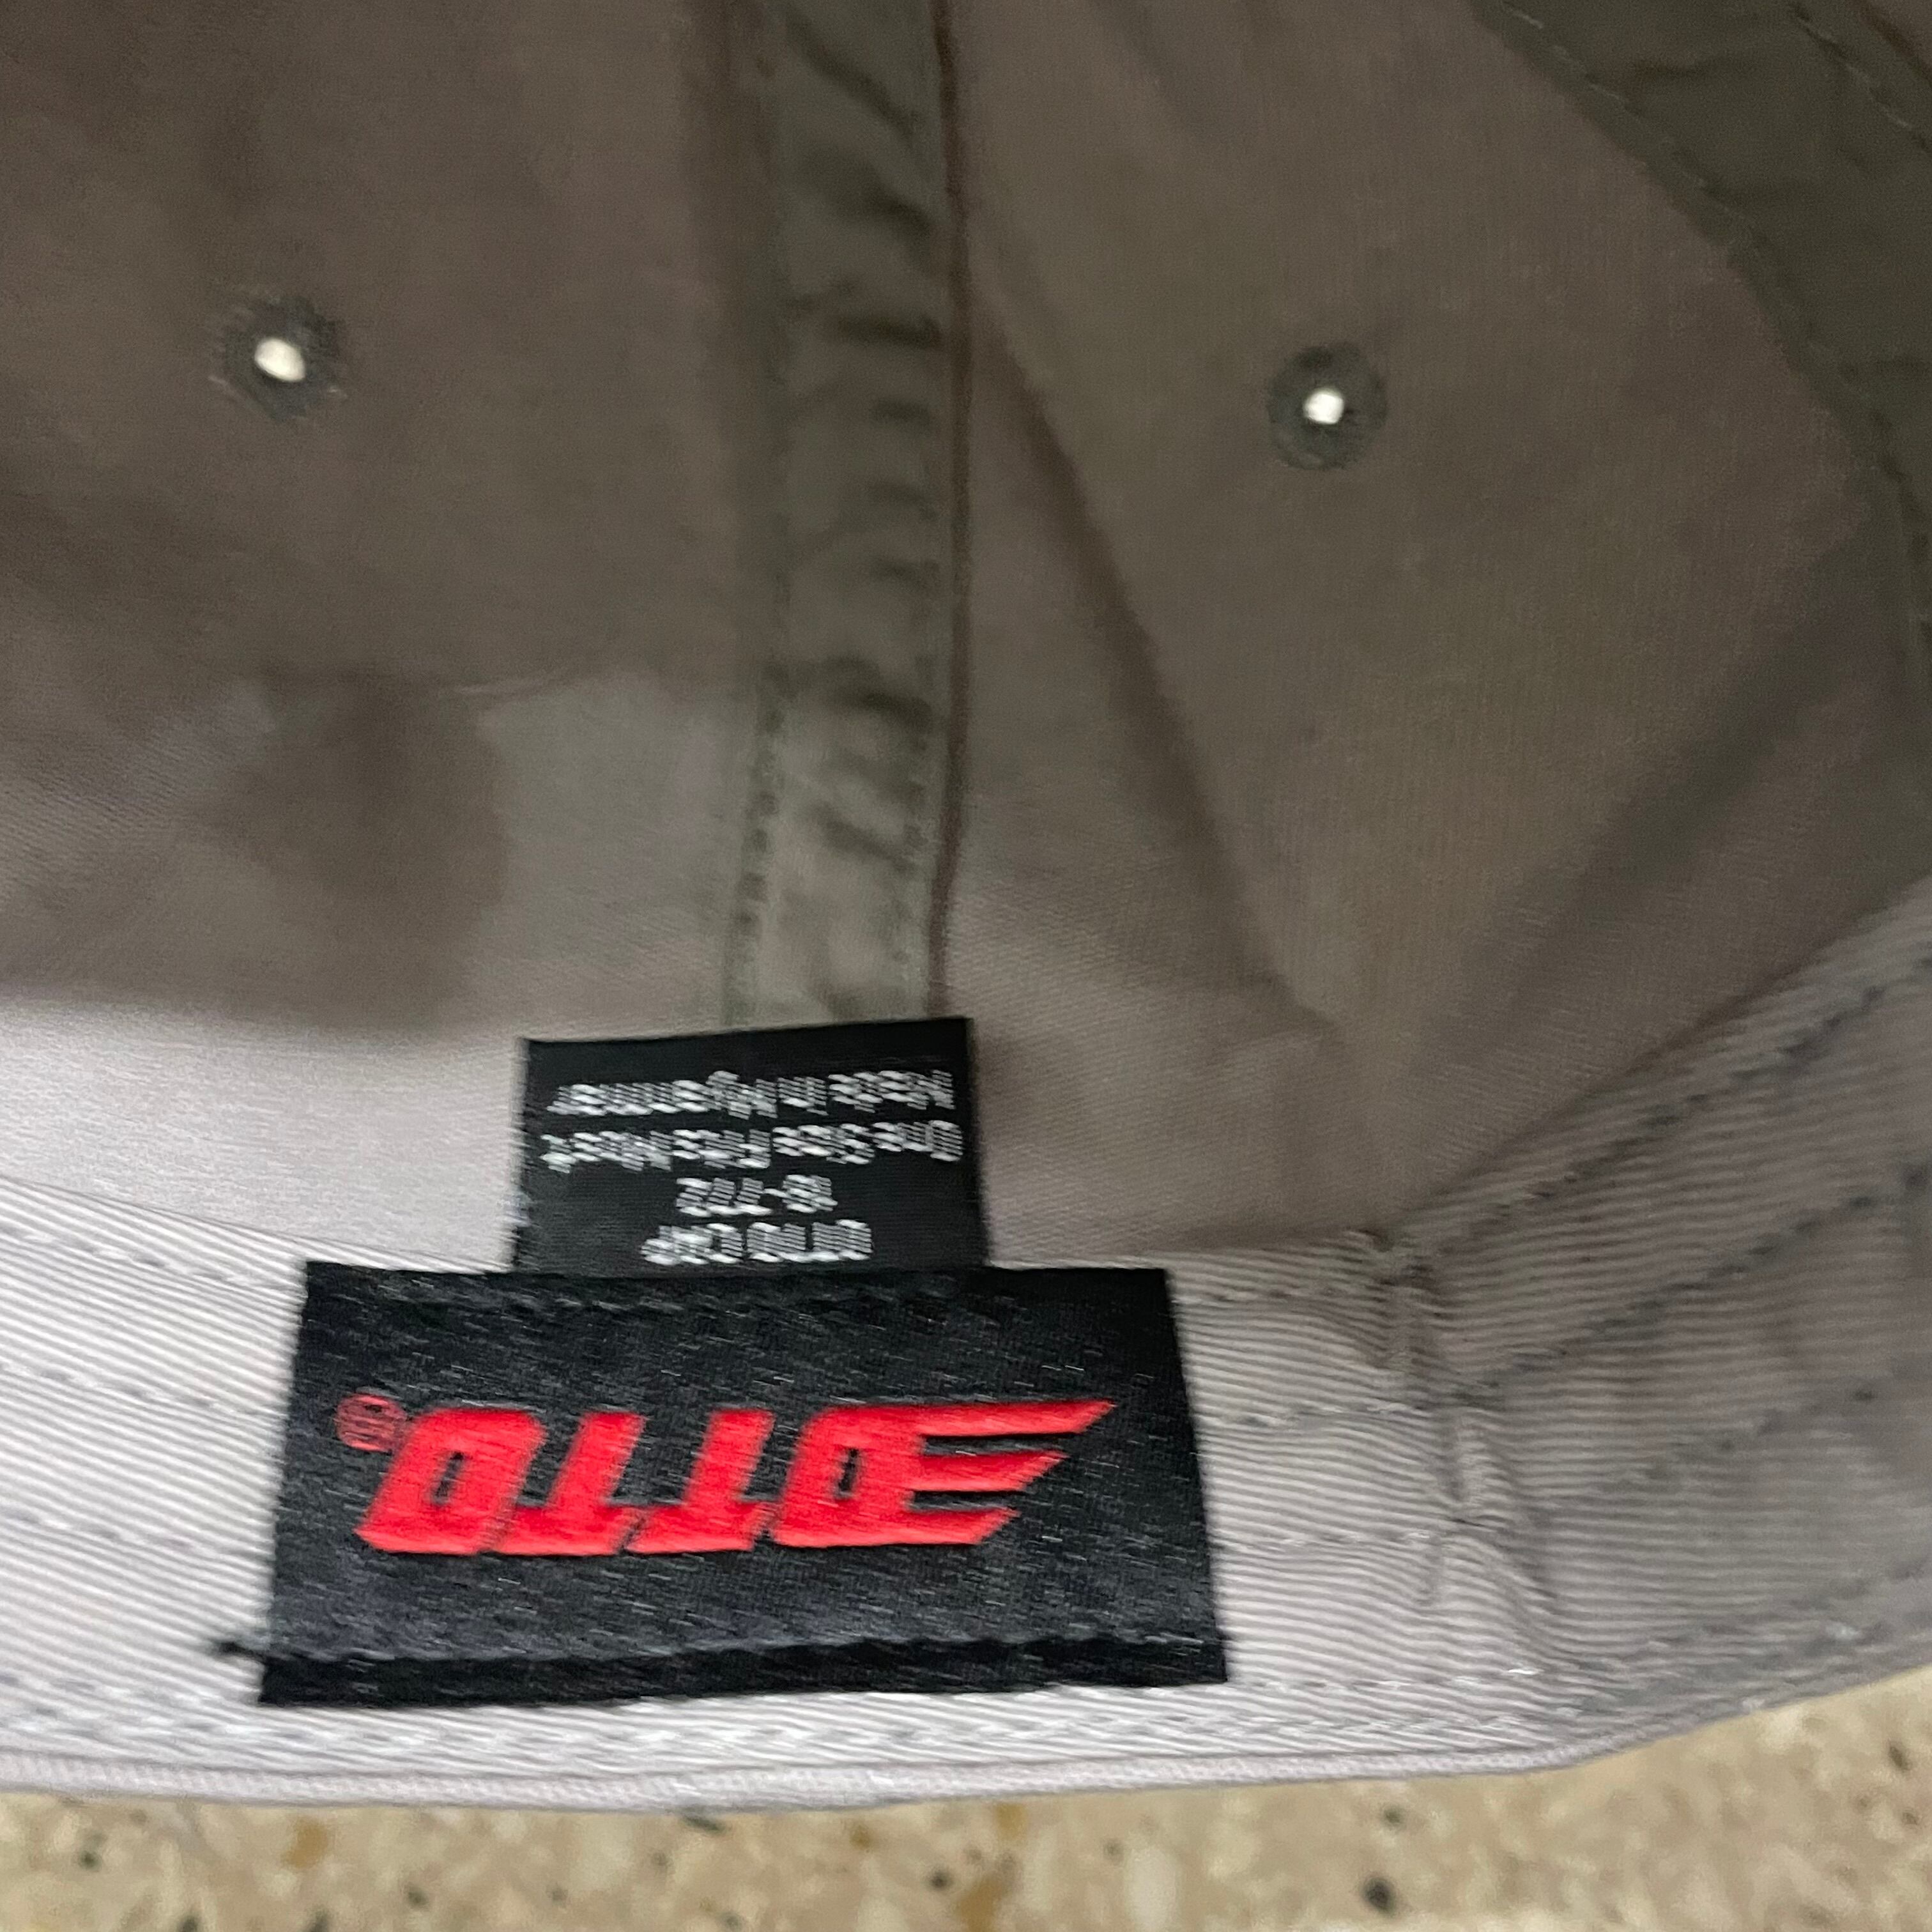 OTTO®
OTTO CAP
18-772
One Size Fits Most
Made in Myanmar